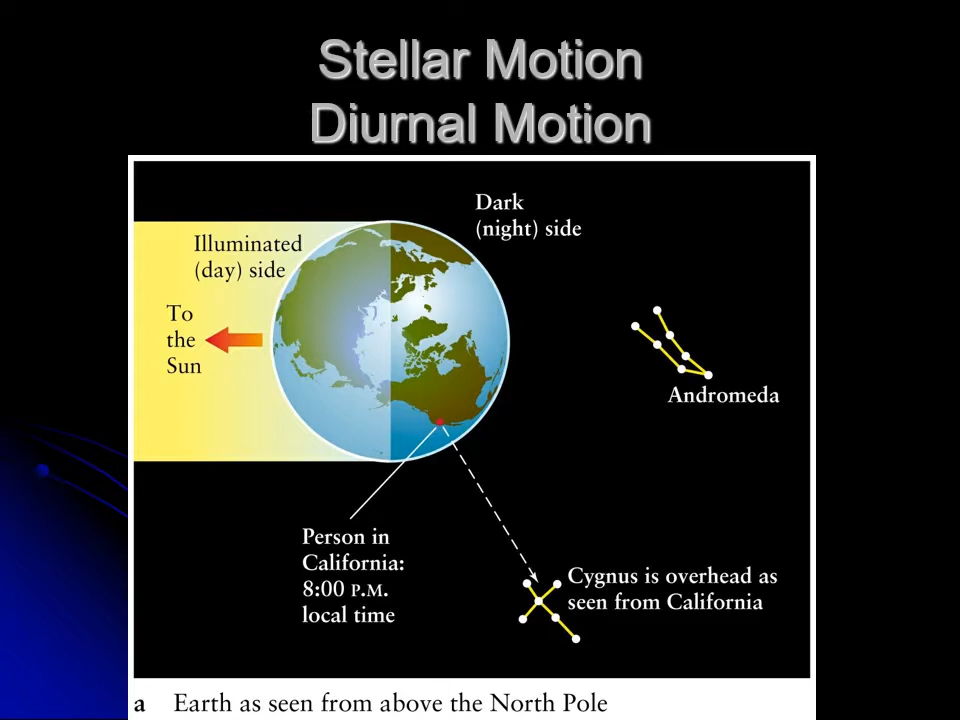 Stellar Motion
Diurnal Motion
Dark
(night) side
Illuminated
(day) side
To
the
Sun
Andromeda
Person in
California:
8:00 P.M.
local time
Cygnus is overhead as
seen from California
a Earth as seen from above the North Pole